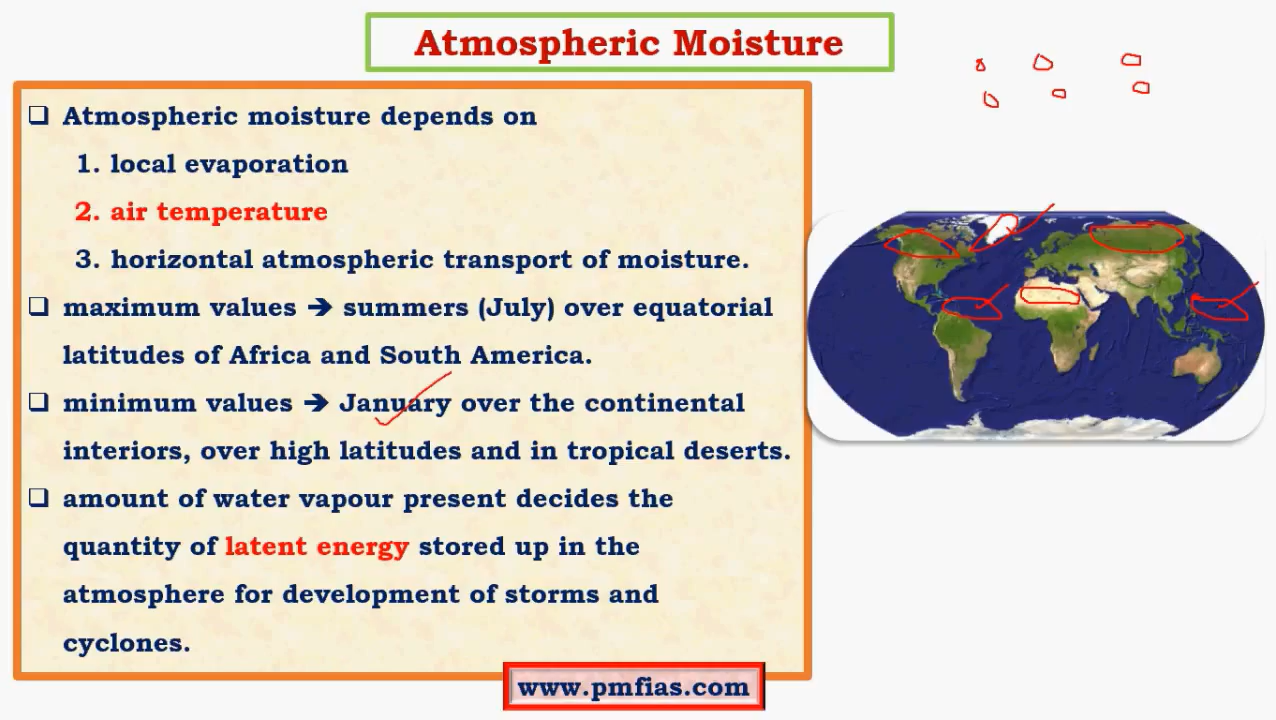 Atmospheric Moisture
❑ Atmospheric moisture depends on
1. local evaporation
2. air temperature
3. horizontal atmospheric transport of moisture.
❑ maximum values ➔ summers (July) over equatorial
latitudes of Africa and South America.
❑ minimum values ➔ January over the continental
interiors, over high latitudes and in tropical deserts.
❑ amount of water vapour present decides the
quantity of latent energy stored up in the
atmosphere for development of storms and
cyclones.
www.pmfias.com